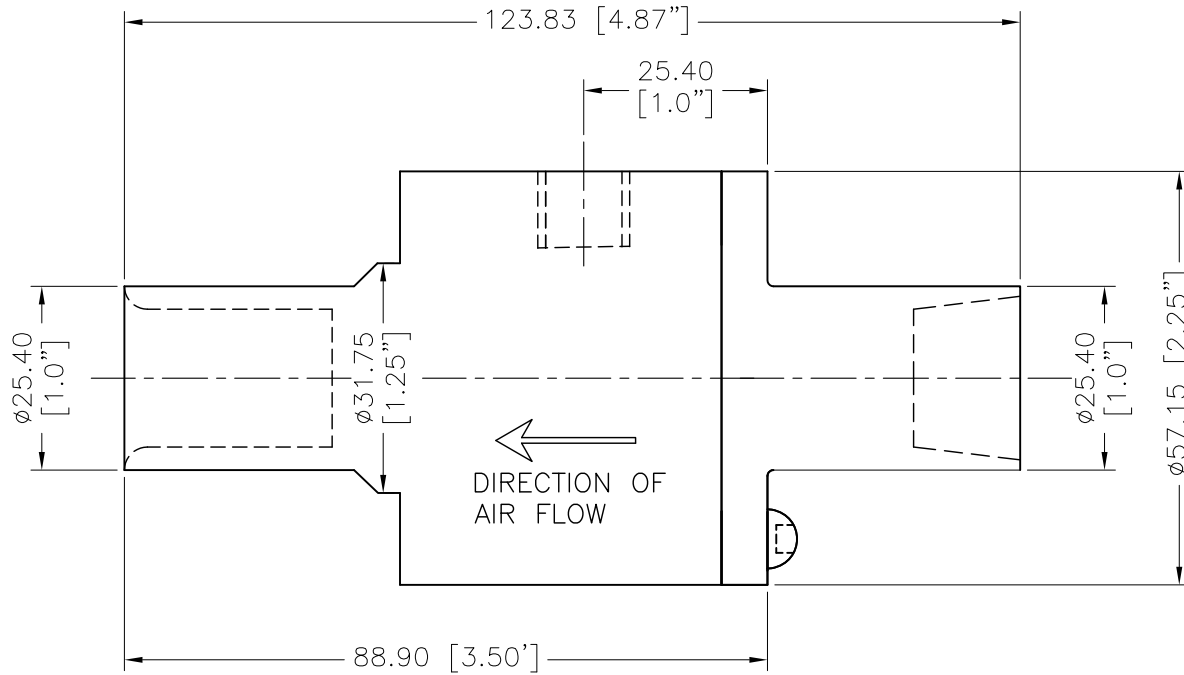 123.83 [4.87”]
25.40
[1.0”]
ø25.40
[1.0”]
ø31.75
[1.25”]
ø25.40
[1.0”]
ø57.15 [2.25”]
DIRECTION OF
AIR FLOW
88.90 [3.50’]